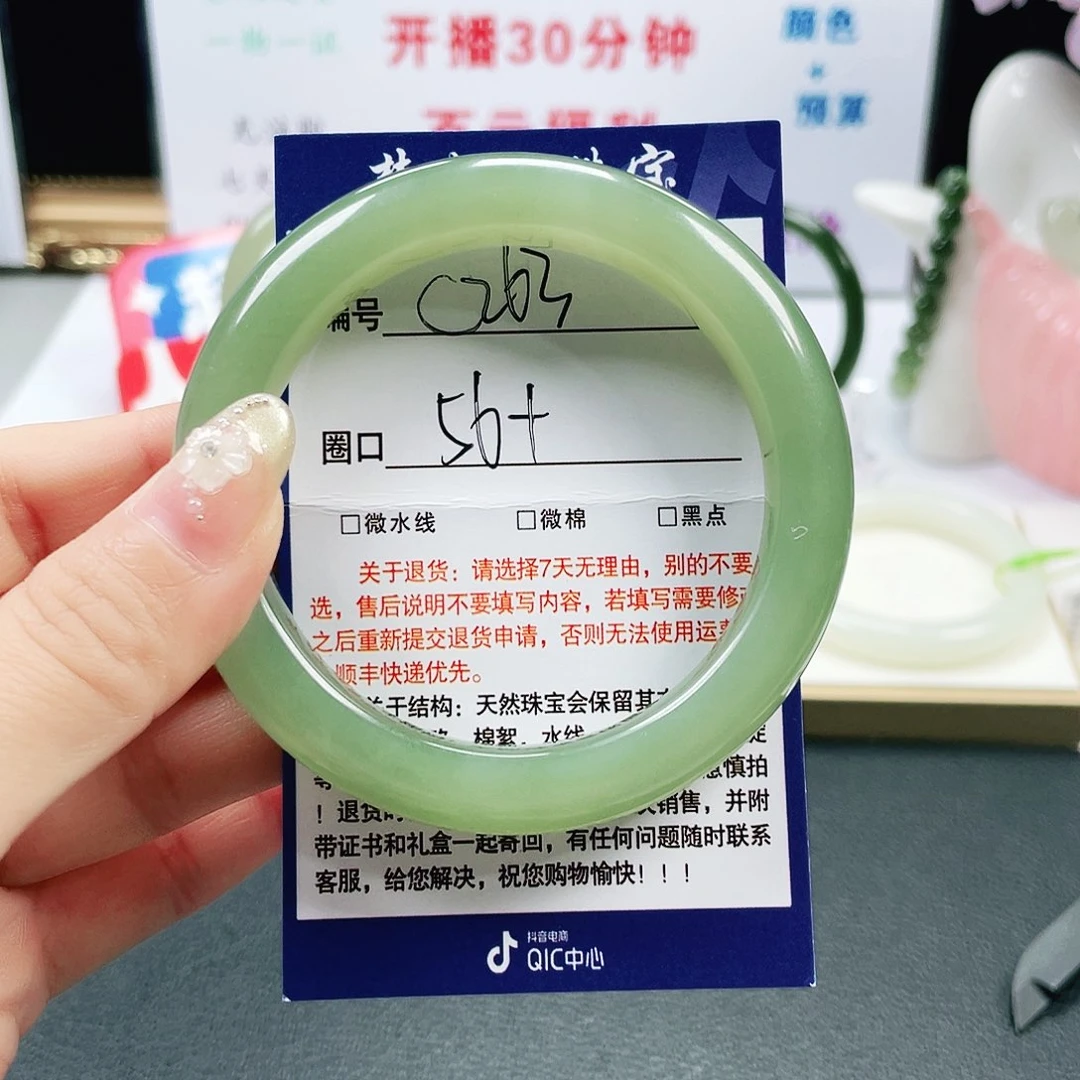 开播30分钟
颜色
+
预算
编号 0263
圈口 56+
□微水线 □微棉 □黑点
关于退货：请选择7天无理由，别的不要
选，售后说明不要填写内容，若填写需要修改
之后重新提交退货申请，否则无法使用运
顺丰快递优先。
关于结构：天然珠宝会保留其
棉絮，水线
慎拍
！退货时 销售，并附
带证书和礼盒一起寄回，有任何问题随时联系
客服，给您解决，祝您购物愉快！！！
抖音电商
QIC中心